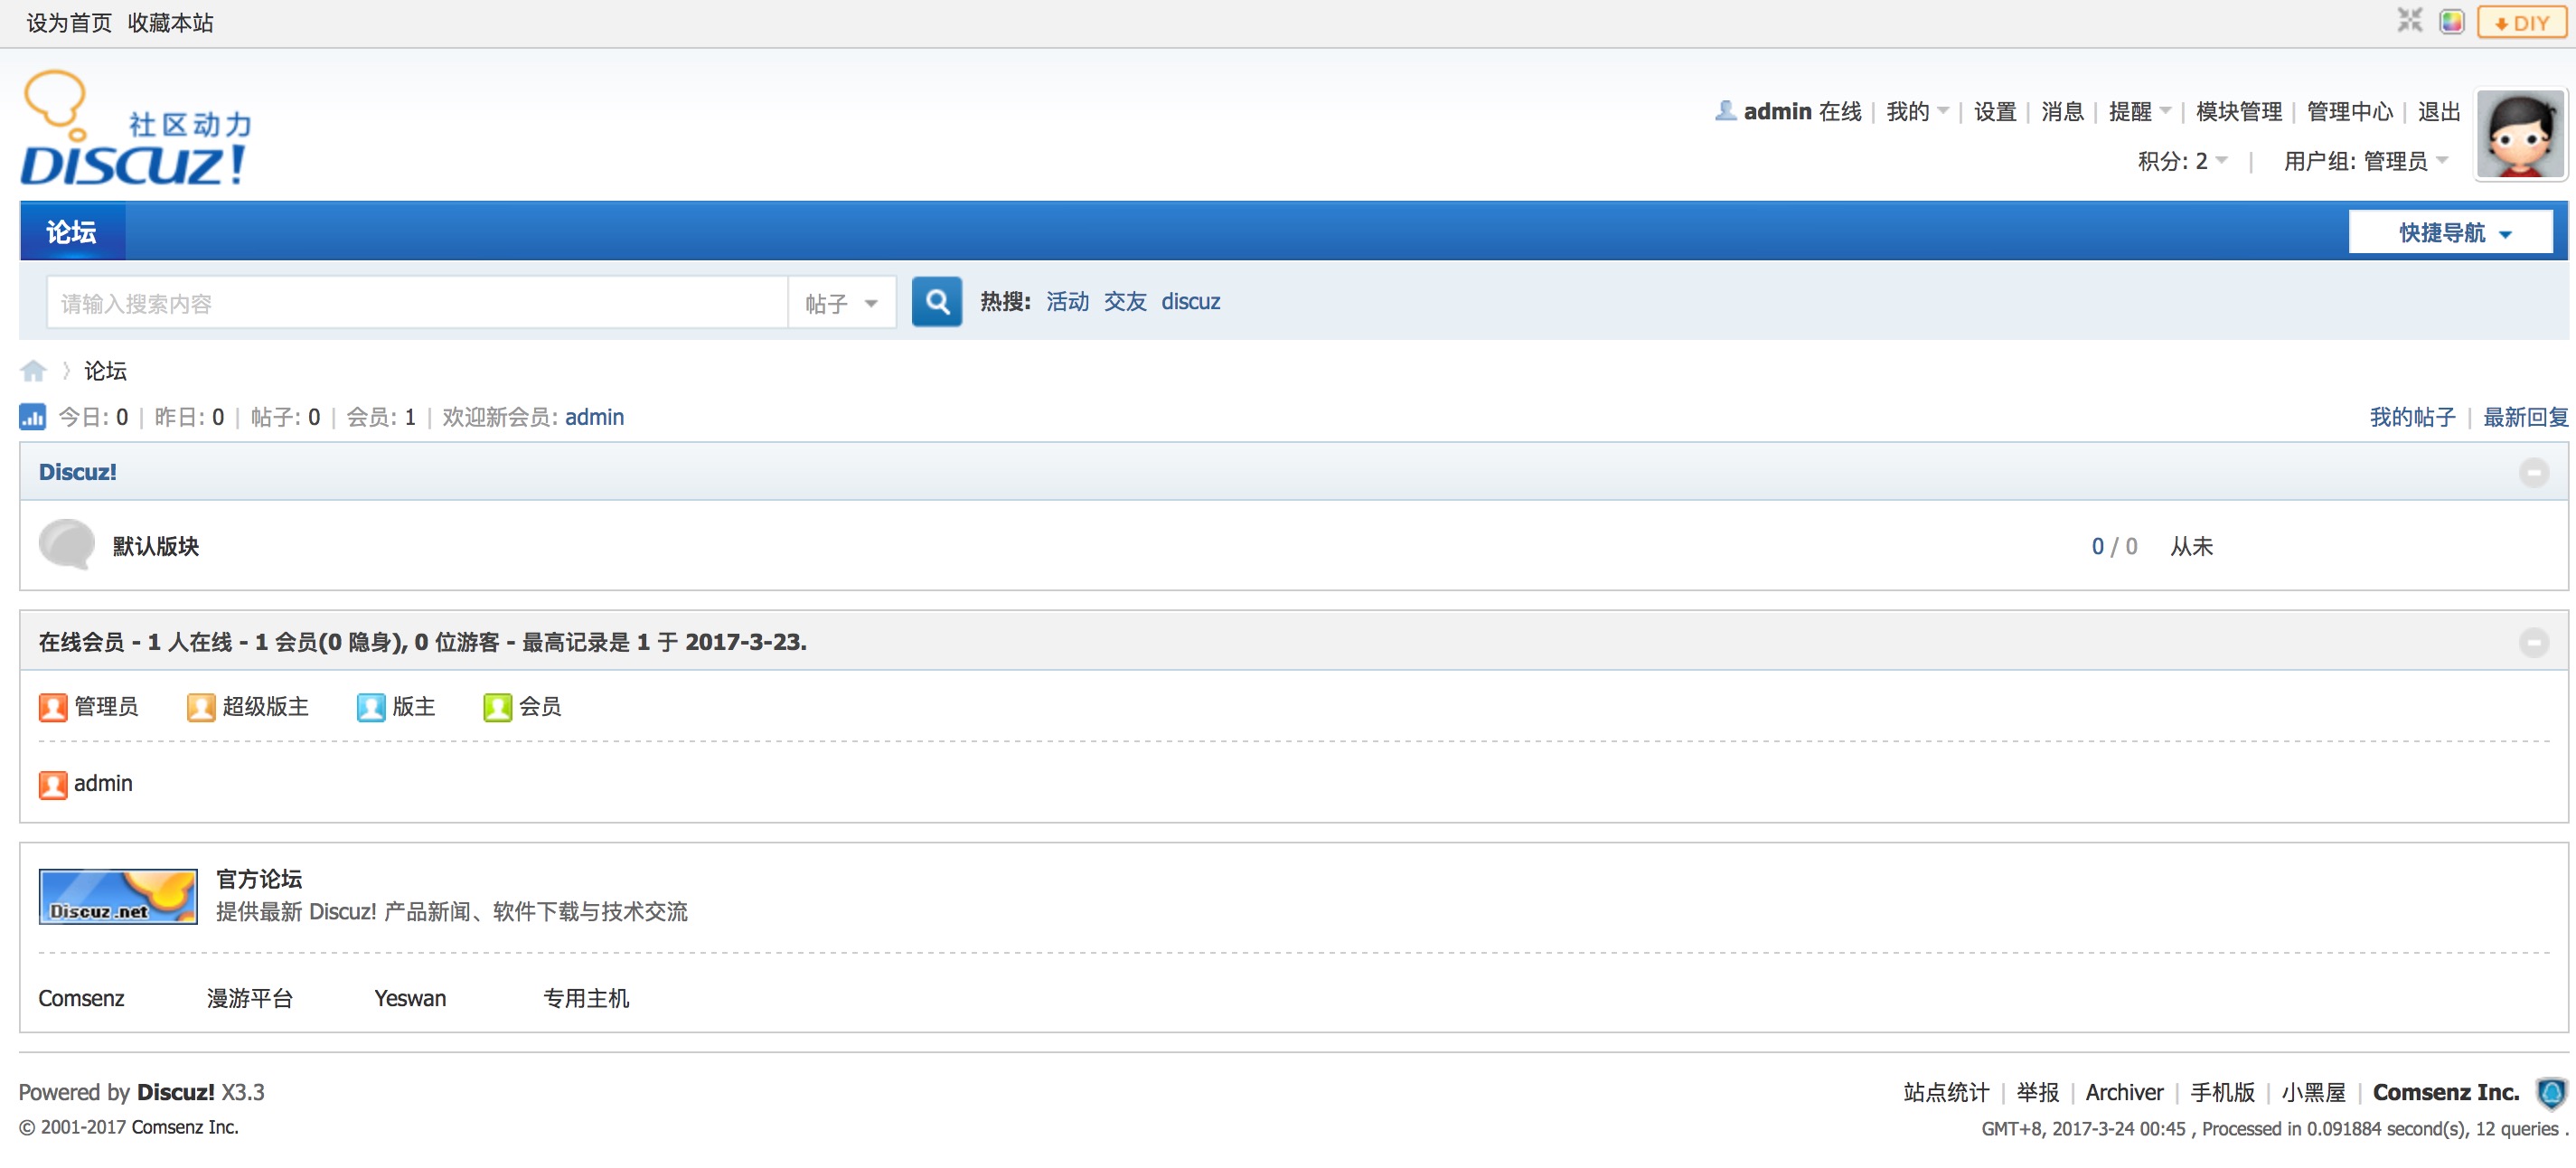 设为首页 收藏本站 DIY
社区动力
DISCUZ!
admin 在线 | 我的 | 设置 | 消息 | 提醒 | 模块管理 | 管理中心 | 退出
积分: 2 | 用户组: 管理员
论坛 快捷导航
请输入搜索内容 帖子 热搜: 活动 交友 discuz
论坛
今日: 0 | 昨日: 0 | 帖子: 0 | 会员: 1 | 欢迎新会员: admin 我的帖子 | 最新回复
Discuz!
默认版块 0 / 0 从未
在线会员 - 1 人在线 - 1 会员(0 隐身), 0 位游客 - 最高记录是 1 于 2017-3-23.
管理员 超级版主 版主 会员
admin
Discuz.net 官方论坛
提供最新 Discuz! 产品新闻、软件下载与技术交流
Comsenz 漫游平台 Yeswan 专用主机
Powered by Discuz! X3.3 站点统计 | 举报 | Archiver | 手机版 | 小黑屋 | Comsenz Inc.
© 2001-2017 Comsenz Inc. GMT+8, 2017-3-24 00:45 , Processed in 0.091884 second(s), 12 queries .